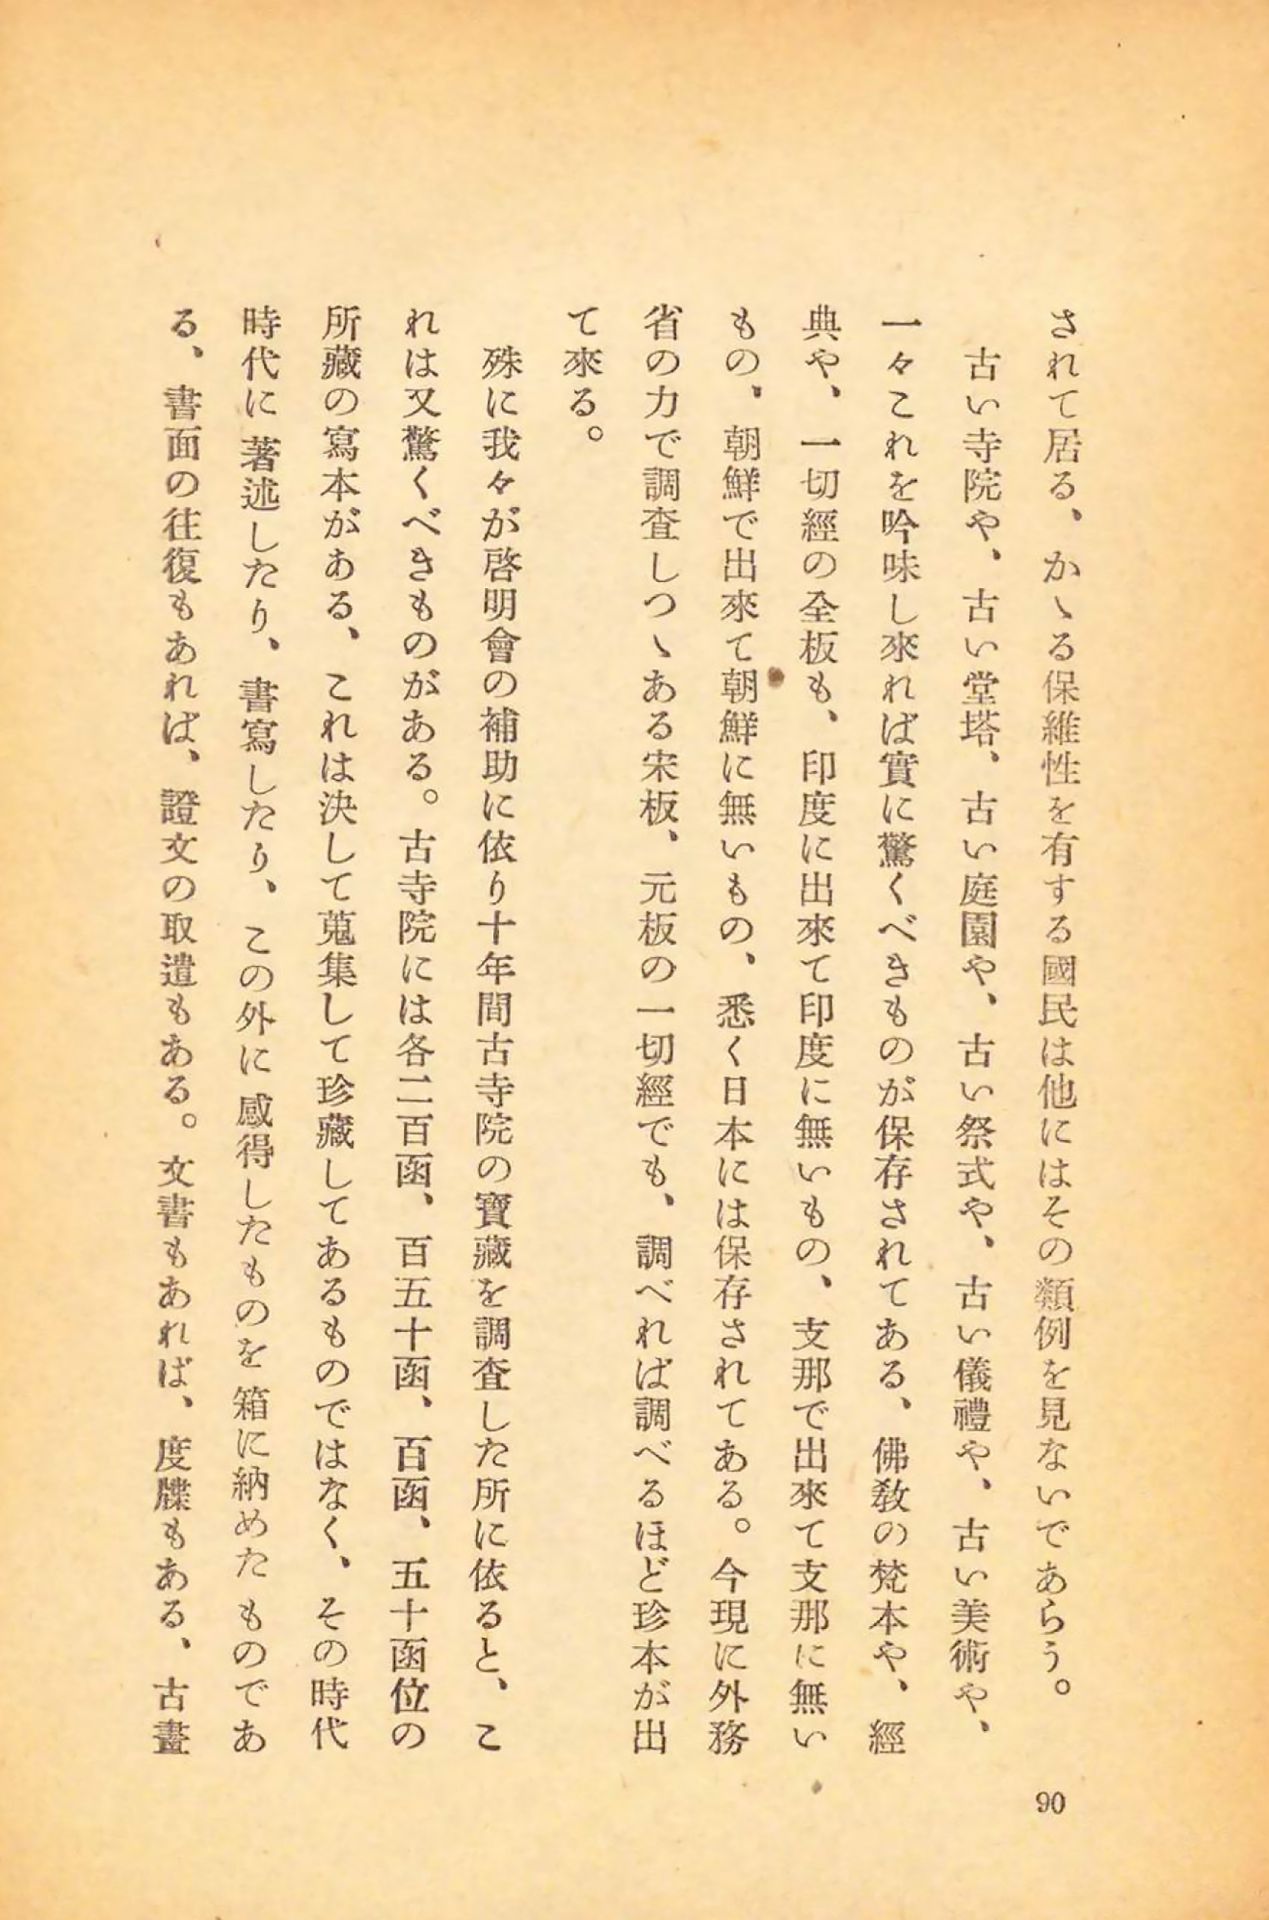 されて居る、かゝる保維性を有する國民は他にはその類例を見ないであらう。
古い寺院や、古い堂塔、古い庭園や、古い祭式や、古い儀禮や、古い美術や、
一々これを吟味し來れば實に驚くべきものが保存されてある、佛教の梵本や、經
典や、一切經の全板も、印度に出來て印度に無いもの、支那で出來て支那に無い
もの、朝鮮で出來て朝鮮に無いもの、悉く日本には保存されてある。今現に外務
省の力で調査しつゝある宋板、元板の一切經でも、調べれば調べるほど珍本が出
て來る。
殊に我々が啓明會の補助に依り十年間古寺院の寶藏を調査した所に依ると、こ
れは又驚くべきものがある。古寺院には各二百函、百五十函、百函、五十函位の
所藏の寫本がある、これは決して蒐集して珍藏してあるものではなく、その時代
時代に著述したり、書寫したり、この外に感得したものを箱に納めたものであ
る、書面の往復もあれば、證文の取遣もある。文書もあれば、度牒もある、古畫
90